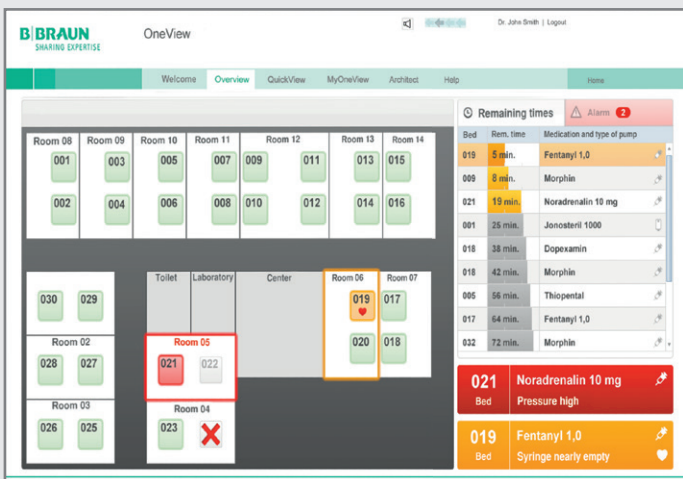 B|BRAUN
SHARING EXPERTISE
OneView
Dr. John Smith | Logout
Welcome Overview QuickView MyOneView Architect Help Home
Room 08 Room 09 Room 10 Room 11 Room 12 Room 13 Room 14
001 003 005 007 009 011 013 015
002 004 006 008 010 012 014 016
Toilet Laboratory Center Room 06 Room 07
030 029 019 017
Room 02 Room 05 020 018
028 027 021 022
Room 03 Room 04
026 025 023
Remaining times Alarm 2
Bed Rem. time Medication and type of pump
019 5 min. Fentanyl 1,0
009 8 min. Morphin
021 19 min. Noradrenalin 10 mg
001 25 min. Jonosteril 1000
018 38 min. Dopexamin
018 42 min. Morphin
005 56 min. Thiopental
017 64 min. Fentanyl 1,0
032 72 min. Morphin
021 Noradrenalin 10 mg
Bed Pressure high
019 Fentanyl 1,0
Bed Syringe nearly empty